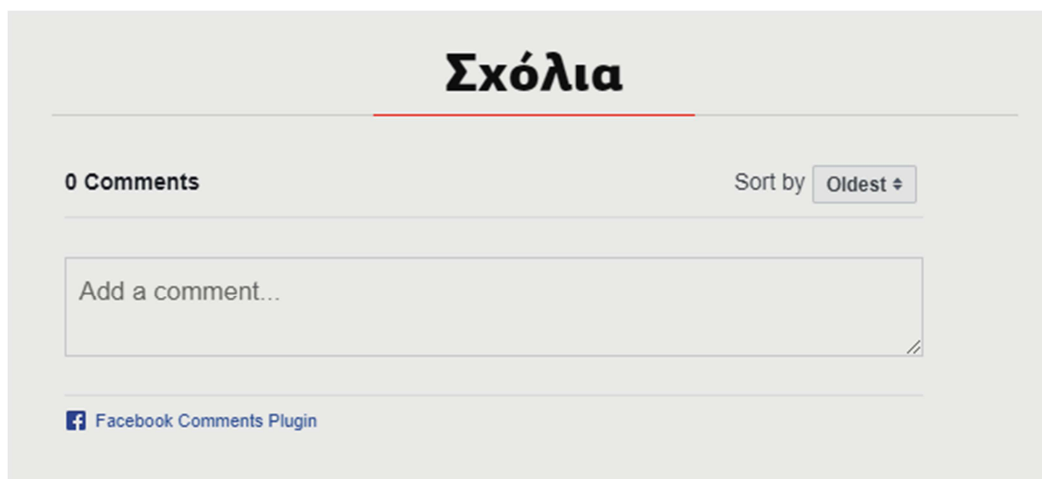 Σχόλια
0 Comments Sort by Oldest
Add a comment...
Facebook Comments Plugin